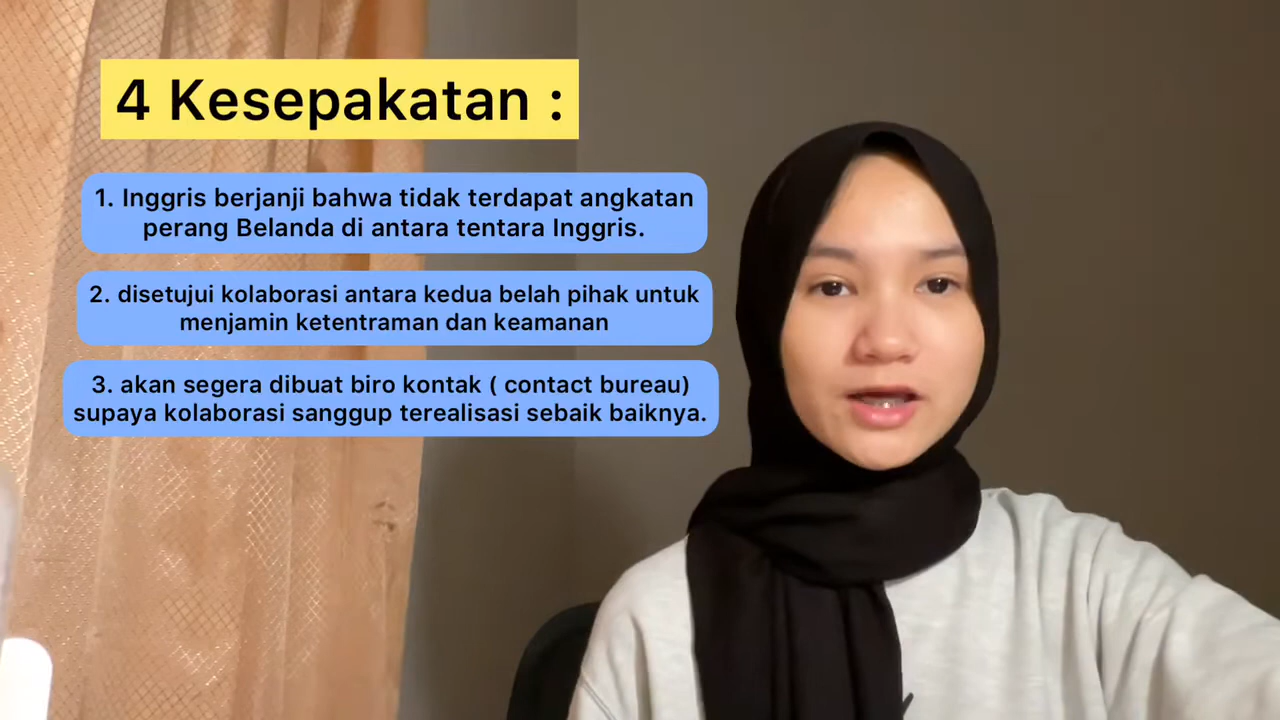 4 Kesepakatan :
1. Inggris berjanji bahwa tidak terdapat angkatan
perang Belanda di antara tentara Inggris.
2. disetujui kolaborasi antara kedua belah pihak untuk
menjamin ketentraman dan keamanan
3. akan segera dibuat biro kontak ( contact bureau)
supaya kolaborasi sanggup terealisasi sebaik baiknya.